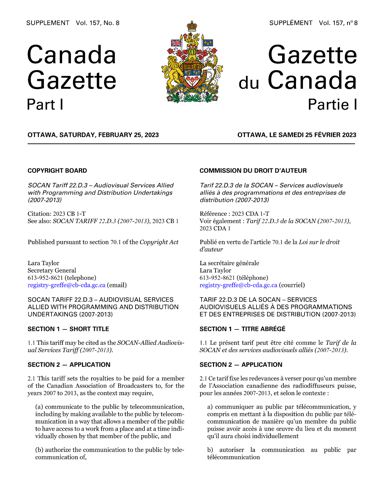 SUPPLEMENT Vol. 157, No. 8
SUPPLEMENT Vol. 157, nº 8
Canada
Gazette
Part I
Gazette
du Canada
Partie I
OTTAWA, SATURDAY, FEBRUARY 25, 2023
OTTAWA, LE SAMEDI 25 FÉVRIER 2023
COPYRIGHT BOARD
SOCAN Tariff 22.D.3 – Audiovisual Services Allied
with Programming and Distribution Undertakings
(2007-2013)
Citation: 2023 CB 1-T
See also: SOCAN TARIFF 22.D.3 (2007-2013), 2023 CB 1
Published pursuant to section 70.1 of the Copyright Act
Lara Taylor
Secretary General
613-952-8621 (telephone)
registry-greffe@cb-cda.gc.ca (email)
SOCAN TARIFF 22.D.3 – AUDIOVISUAL SERVICES
ALLIED WITH PROGRAMMING AND DISTRIBUTION
UNDERTAKINGS (2007-2013)
SECTION 1 — SHORT TITLE
1.1 This tariff may be cited as the SOCAN-Allied Audiovis-
ual Services Tariff (2007-2013).
SECTION 2 — APPLICATION
2.1 This tariff sets the royalties to be paid for a member
of the Canadian Association of Broadcasters to, for the
years 2007 to 2013, as the context may require,
(a) communicate to the public by telecommunication,
including by making available to the public by telecom-
munication in a way that allows a member of the public
to have access to a work from a place and at a time indi-
vidually chosen by that member of the public, and
(b) authorize the communication to the public by tele-
communication of,
COMMISSION DU DROIT D'AUTEUR
Tarif 22.D.3 de la SOCAN – Services audiovisuels
alliés à des programmations et des entreprises de
distribution (2007-2013)
Référence : 2023 CDA 1-T
Voir également : Tarif 22.D.3 de la SOCAN (2007-2013),
2023 CDA 1
Publié en vertu de l'article 70.1 de la Loi sur le droit
d'auteur
La secrétaire générale
Lara Taylor
613-952-8621 (téléphone)
registry-greffe@cb-cda.gc.ca (courriel)
TARIF 22.D.3 DE LA SOCAN – SERVICES
AUDIOVISUELS ALLIÉS À DES PROGRAMMATIONS
ET DES ENTREPRISES DE DISTRIBUTION (2007-2013)
SECTION 1 — TITRE ABRÉGÉ
1.1 Le présent tarif peut être cité comme le Tarif de la
SOCAN et des services audiovisuels alliés (2007-2013).
SECTION 2 — APPLICATION
2.1 Ce tarif fixe les redevances à verser pour qu'un membre
de l'Association canadienne des radiodiffuseurs puisse,
pour les années 2007-2013, et selon le contexte :
a) communiquer au public par télécommunication, y
compris en mettant à la disposition du public par télé-
communication de manière qu'un membre du public
puisse avoir accès à une œuvre du lieu et du moment
qu'il aura choisi individuellement
b) autoriser la communication au public par
télécommunication